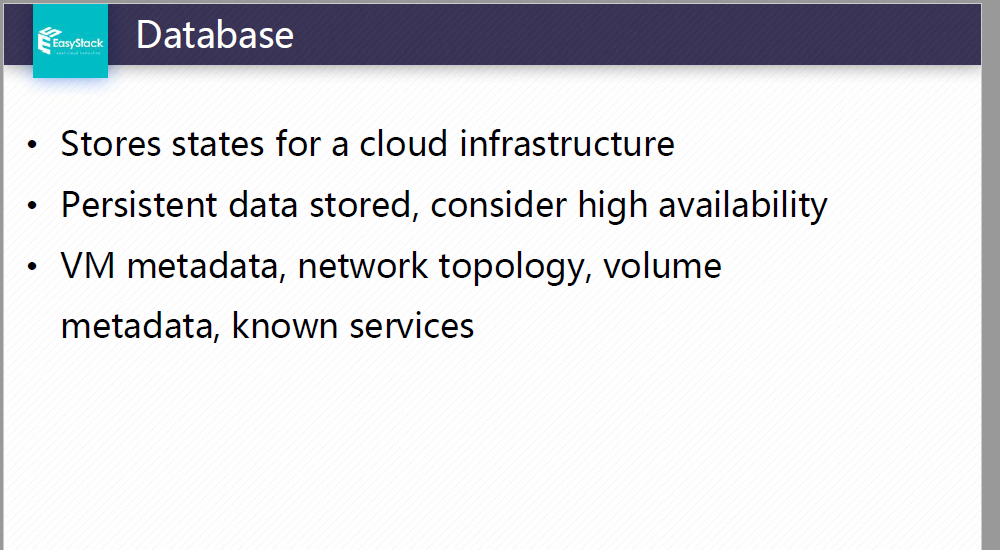 EasyStack
Database
• Stores states for a cloud infrastructure
• Persistent data stored, consider high availability
• VM metadata, network topology, volume
metadata, known services